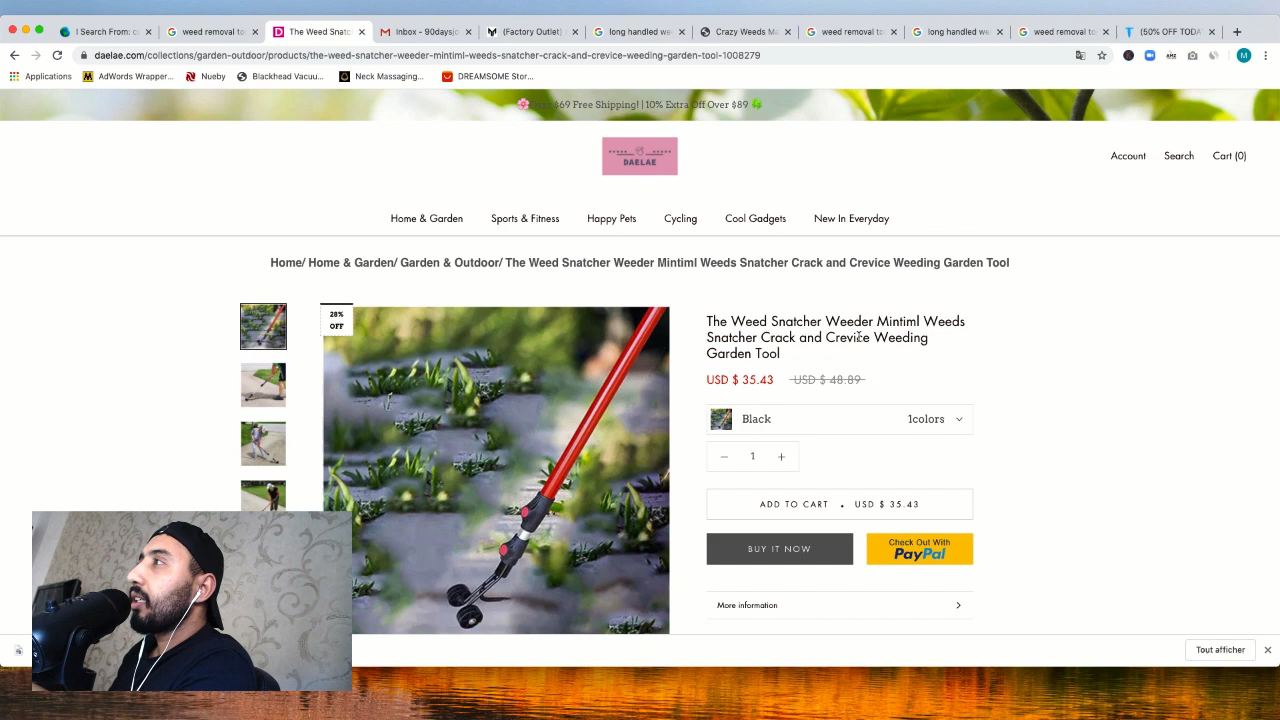 I Search From: c
weed removal to
The Weed Snatc
Inbox - 90daysj
(Factory Outlet)
long handled we
Crazy Weeds M
weed removal to
long handled we
weed removal to
(50% OFF TODA
daelae.com/collections/garden-outdoor/products/the-weed-snatcher-weeder-mintiml-weeds-snatcher-crack-and-crevice-weeding-garden-tool-1008279
M
Applications
AdWords Wrapper...
Nueby
Blackhead Vacuu...
Neck Massaging...
DREAMSOME Stor...
$69 Free Shipping! | 10% Extra Off Over $89
DAELAE
Account
Search
Cart (0)
Home & Garden
Sports & Fitness
Happy Pets
Cycling
Cool Gadgets
New In Everyday
Home/ Home & Garden/ Garden & Outdoor/ The Weed Snatcher Weeder Mintiml Weeds Snatcher Crack and Crevice Weeding Garden Tool
28%
OFF
The Weed Snatcher Weeder Mintiml Weeds
Snatcher Crack and Crevice Weeding
Garden Tool
USD $ 35.43 USD $ 48.89
Black
1colors
− 1 +
ADD TO CART • USD $ 35.43
BUY IT NOW
Check Out With
PayPal
More information
Tout afficher